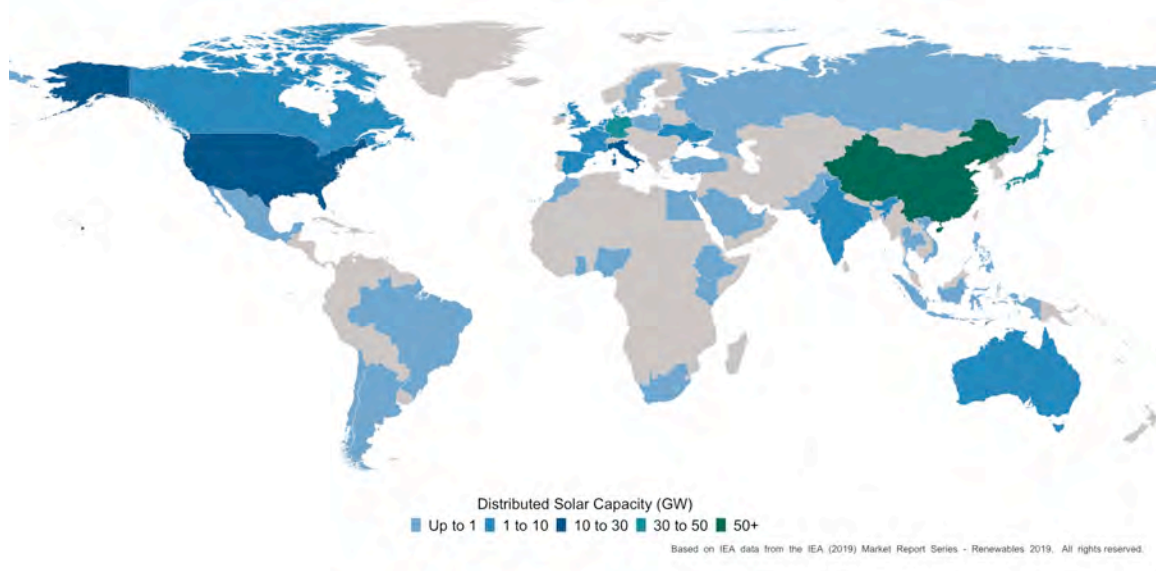 Distributed Solar Capacity (GW)
Up to 1 1 to 10 10 to 30 30 to 50 50+
Based on IEA data from the IEA (2019) Market Report Series - Renewables 2019. All rights reserved.